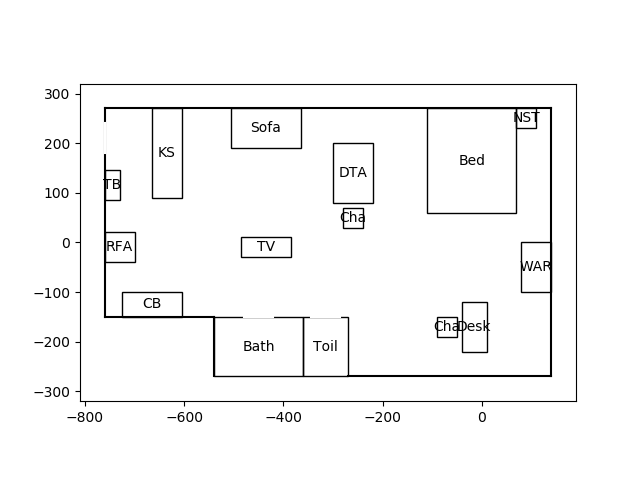 300
200
100
0
−100
−200
−300
−800
−600
−400
−200
0
NST
Sofa
KS
Bed
DTA
TB
Cha
RFA
TV
WAR
CB
Cha
Desk
Bath
Toil